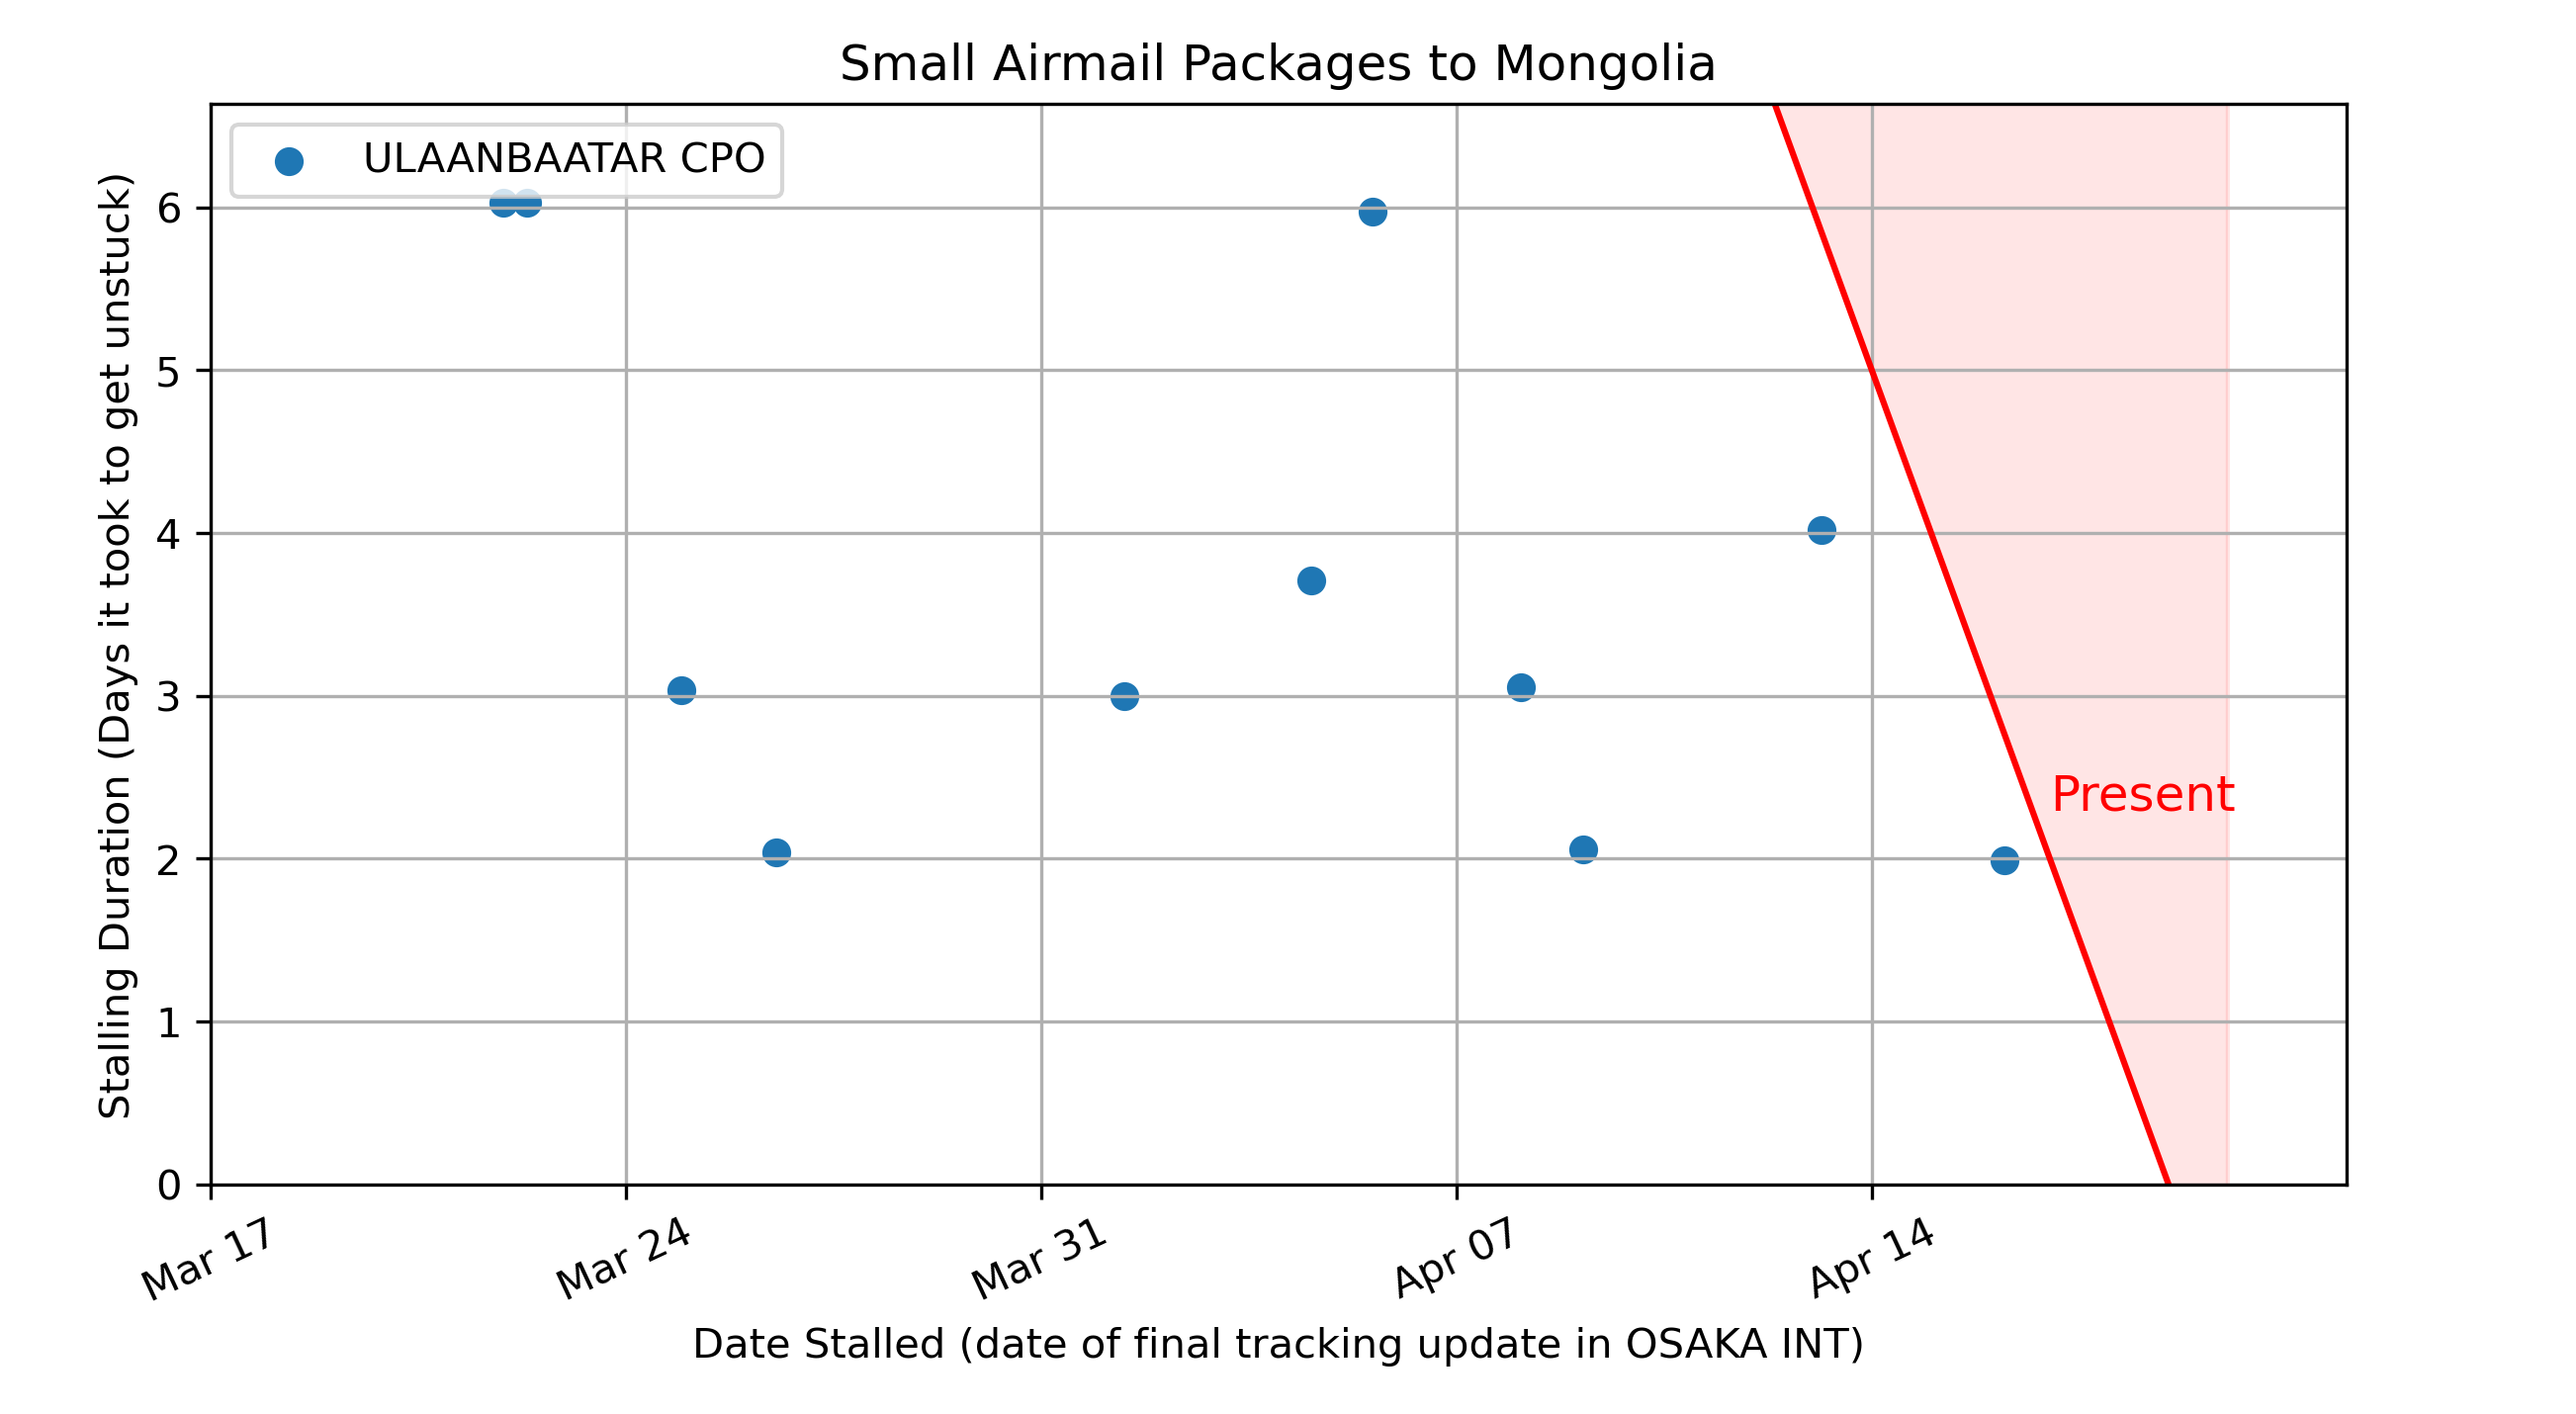 Small Airmail Packages to Mongolia
ULAANBAATAR CPO
Stalling Duration (Days it took to get unstuck)
6
5
4
3
2
1
0
Present
Mar 17
Mar 24
Mar 31
Apr 07
Apr 14
Date Stalled (date of final tracking update in OSAKA INT)